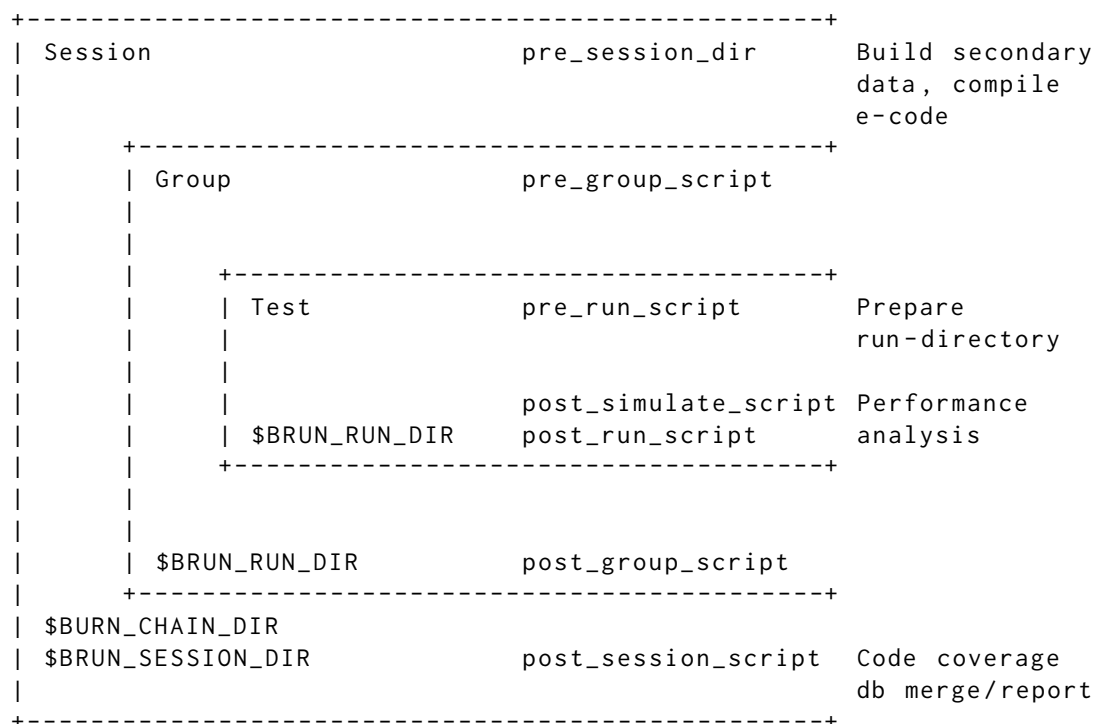 +---------------------------------------------------+
| Session pre_session_dir Build secondary
| data, compile
| e-code
| +--------------------------------------------+
| | Group pre_group_script
| |
| |
| | +--------------------------------------+
| | | Test pre_run_script Prepare
| | | run-directory
| | |
| | | post_simulate_script Performance
| | | $BRUN_RUN_DIR post_run_script analysis
| | +--------------------------------------+
| |
| |
| | $BRUN_RUN_DIR post_group_script
| +--------------------------------------------+
| $BURN_CHAIN_DIR
| $BRUN_SESSION_DIR post_session_script Code coverage
| db merge/report
+---------------------------------------------------+